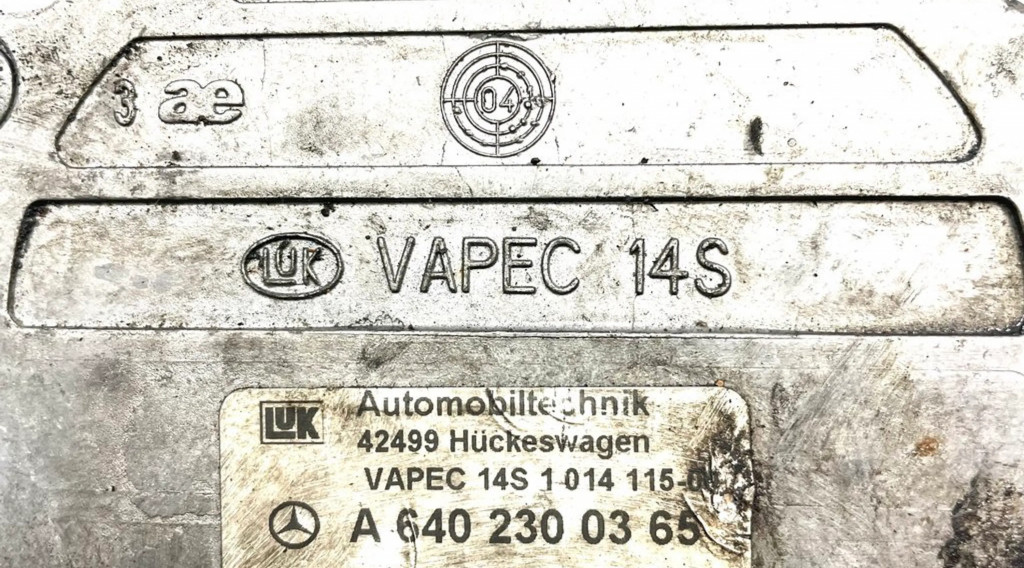 3 ae
04
LUK VAPEC 14S
LUK Automobiltechnik
42499 Hückeswagen
VAPEC 14S 1 014 115-0
A 640 230 03 65